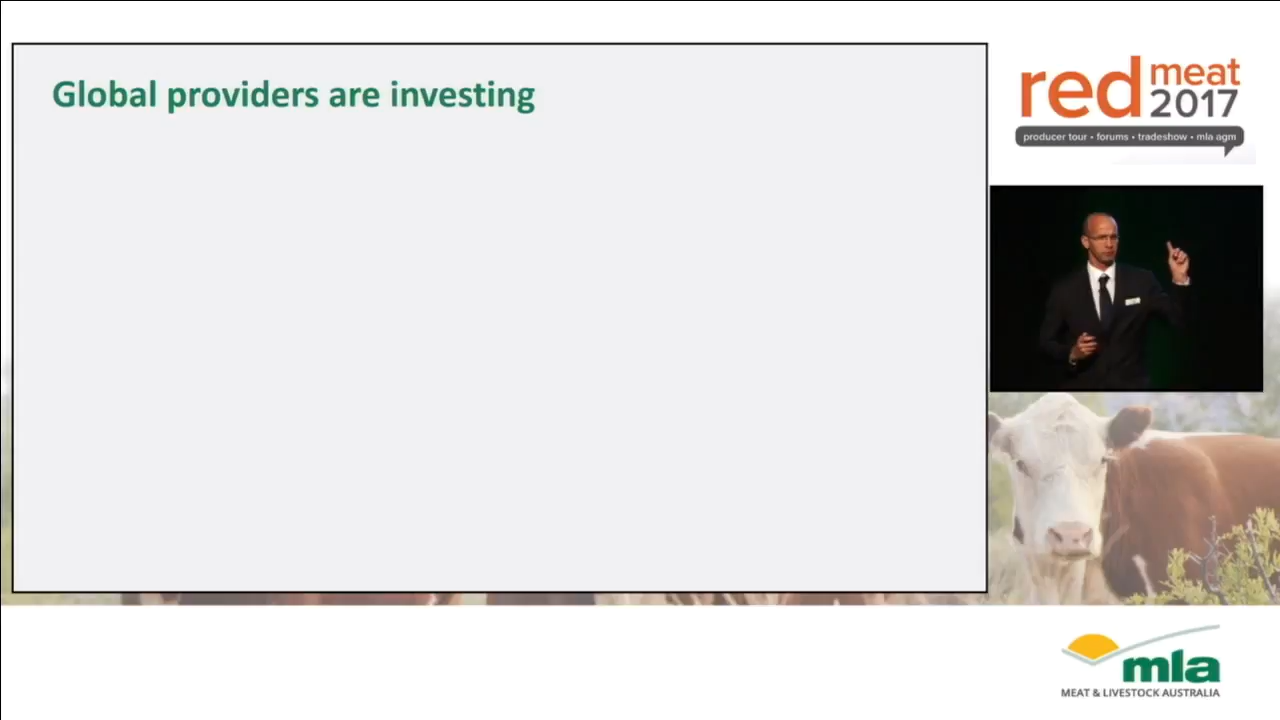 Global providers are investing
red meat
2017
producer tour • forums • tradeshow • mla agm
mla
MEAT & LIVESTOCK AUSTRALIA